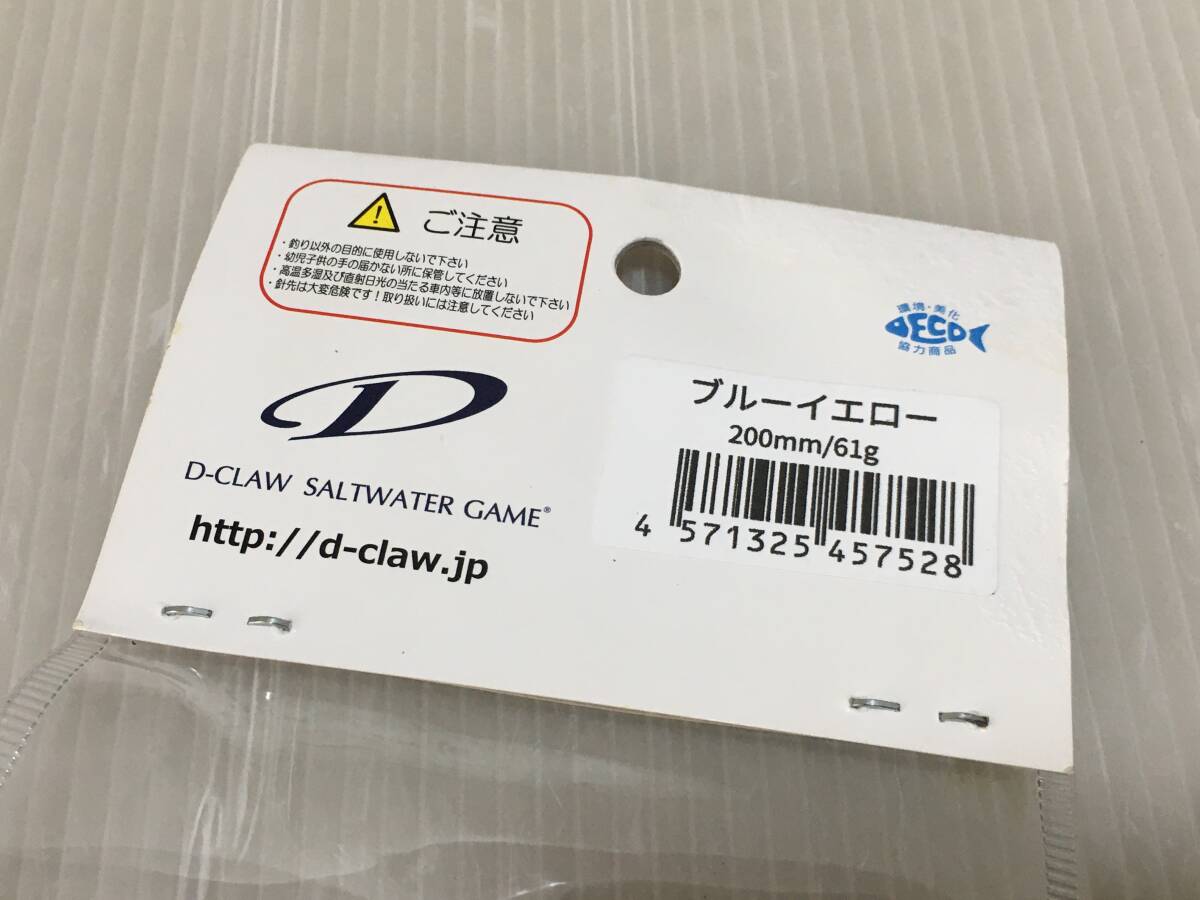 ご注意
・釣り以外の目的に使用しないで下さい
・幼児子供の手の届かない所に保管してください
・高温多湿及び直射日光の当たる車内等に放置しないで下さい
・針先は大変危険です！取り扱いには注意してください
D-CLAW SALTWATER GAME®
http://d-claw.jp
環境・美化
ECO
協力商品
ブルーイエロー
200mm/61g
4 571325 457528